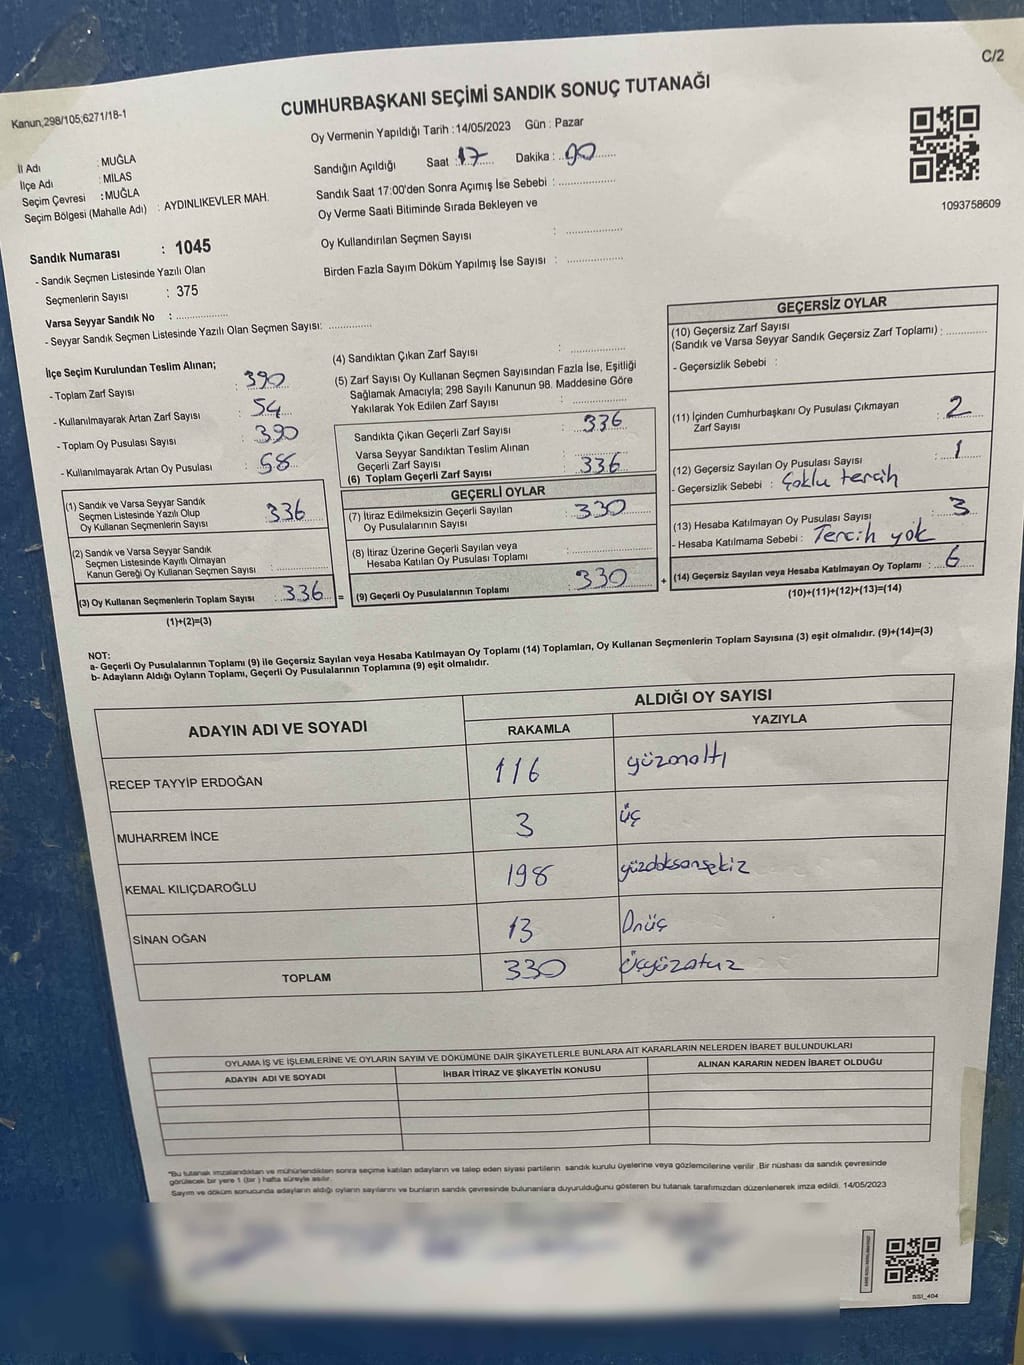 C/2
Kanun,298/105;6271/18-1
CUMHURBAŞKANI SEÇİMİ SANDIK SONUÇ TUTANAĞI
Oy Vermenin Yapıldığı Tarih :14/05/2023 Gün : Pazar
İl Adı : MUĞLA
İlçe Adı : MİLAS
Seçim Çevresi : MUĞLA
Seçim Bölgesi (Mahalle Adı) : AYDINLIKEVLER MAH.
Sandığın Açıldığı Saat : 17 Dakika : 00
Sandık Saat 17:00'den Sonra Açımış İse Sebebi :
Oy Verme Saati Bitiminde Sırada Bekleyen ve
Oy Kullandırılan Seçmen Sayısı :
Birden Fazla Sayım Döküm Yapılmış İse Sayısı :
1093758609
Sandık Numarası : 1045
- Sandık Seçmen Listesinde Yazılı Olan
Seçmenlerin Sayısı : 375
Varsa Seyyar Sandık No :
- Seyyar Sandık Seçmen Listesinde Yazılı Olan Seçmen Sayısı:
İlçe Seçim Kurulundan Teslim Alınan;
- Toplam Zarf Sayısı : 390
- Kullanılmayarak Artan Zarf Sayısı : 54
- Toplam Oy Pusulası Sayısı : 390
- Kullanılmayarak Artan Oy Pusulası : 58
(1) Sandık ve Varsa Seyyar Sandık
Seçmen Listesinde Yazılı Olup
Oy Kullanan Seçmenlerin Sayısı : 336
(2) Sandık ve Varsa Seyyar Sandık
Seçmen Listesinde Kayıtlı Olmayan
Kanun Gereği Oy Kullanan Seçmen Sayısı :
(3) Oy Kullanan Seçmenlerin Toplam Sayısı : 336 =
(1)+(2)=(3)
(4) Sandıktan Çıkan Zarf Sayısı :
(5) Zarf Sayısı Oy Kullanan Seçmen Sayısından Fazla İse, Eşitliği
Sağlamak Amacıyla; 298 Sayılı Kanunun 98. Maddesine Göre
Yakılarak Yok Edilen Zarf Sayısı :
Sandıkta Çıkan Geçerli Zarf Sayısı : 336
Varsa Seyyar Sandıktan Teslim Alınan
Geçerli Zarf Sayısı :
(6) Toplam Geçerli Zarf Sayısı : 336
GEÇERLİ OYLAR
(7) İtiraz Edilmeksizin Geçerli Sayılan
Oy Pusulalarının Sayısı : 330
(8) İtiraz Üzerine Geçerli Sayılan veya
Hesaba Katılan Oy Pusulası Toplamı :
(9) Geçerli Oy Pusulalarının Toplamı : 330 +
GEÇERSİZ OYLAR
(10) Geçersiz Zarf Sayısı
(Sandık ve Varsa Seyyar Sandık Geçersiz Zarf Toplamı) :
- Geçersizlik Sebebi :
(11) İçinden Cumhurbaşkanı Oy Pusulası Çıkmayan
Zarf Sayısı : 2
(12) Geçersiz Sayılan Oy Pusulası Sayısı : 1
- Geçersizlik Sebebi : Çoklu tercih
(13) Hesaba Katılmayan Oy Pusulası Sayısı : 3
- Hesaba Katılmama Sebebi : Tercih yok
(14) Geçersiz Sayılan veya Hesaba Katılmayan Oy Toplamı : 6
(10)+(11)+(12)+(13)=(14)
NOT:
a- Geçerli Oy Pusulalarının Toplamı (9) ile Geçersiz Sayılan veya Hesaba Katılmayan Oy Toplamı (14) Toplamları, Oy Kullanan Seçmenlerin Toplam Sayısına (3) eşit olmalıdır. (9)+(14)=(3)
b- Adayların Aldığı Oyların Toplamı, Geçerli Oy Pusulalarının Toplamına (9) eşit olmalıdır.
ADAYIN ADI VE SOYADI
ALDIĞI OY SAYISI
RAKAMLA YAZIYLA
RECEP TAYYİP ERDOĞAN 116 yüzonaltı
MUHARREM İNCE 3 üç
KEMAL KILIÇDAROĞLU 198 yüzdoksansekiz
SİNAN OĞAN 13 Onüç
TOPLAM 330 Üçyüzotuz
OYLAMA İŞ VE İŞLEMLERİNE VE OYLARIN SAYIM VE DÖKÜMÜNE DAİR ŞİKAYETLERLE BUNLARA AİT KARARLARIN NELERDEN İBARET BULUNDUKLARI
ADAYIN ADI VE SOYADI İHBAR İTİRAZ VE ŞİKAYETİN KONUSU ALINAN KARARIN NEDEN İBARET OLDUĞU
*Bu tutanak imzalandıktan ve mühürlendikten sonra seçime katılan adayların ve talep eden siyasi partilerin sandık kurulu üyelerine veya gözlemcilerine verilir .Bir nüshası da sandık çevresinde
görülecek bir yere 1 (bir ) hafta süreyle asılır.
Sayım ve döküm sonucunda adayların aldığı oyların sayılarını ve bunların sandık çevresinde bulunanlara duyurulduğunu gösteren bu tutanak tarafımızdan düzenlenerek imza edildi. 14/05/2023
SSI_404